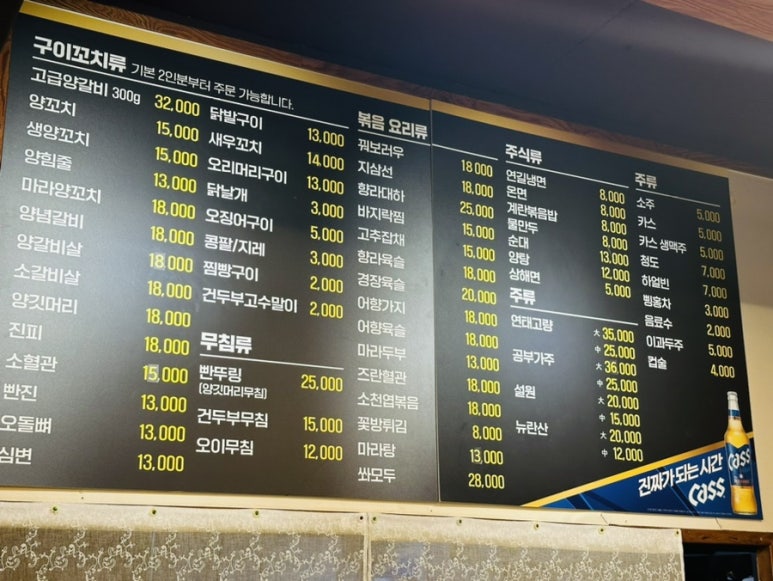 구이꼬치류 기본 2인분부터 주문 가능합니다.
고급양갈비 300g 32,000
양꼬치 15,000
생양꼬치 15,000
양힘줄 13,000
마라양꼬치 18,000
양념갈비 18,000
양갈비살 18,000
소갈비살 18,000
양깃머리 18,000
진피 18,000
소혈관 15,000
빤진 13,000
오돌뼈 13,000
심변 13,000
닭발구이 13,000
새우꼬치 14,000
오리머리구이 13,000
닭날개 3,000
오징어구이 5,000
콩팥/지레 3,000
찜빵구이 2,000
건두부고수말이 2,000
무침류
빤뚜링 25,000
(양깃머리무침)
건두부무침 15,000
오이무침 12,000
볶음 요리류
꿔보러우 18 000
지삼선 18,000
향라대하 25,000
바지락찜 15,000
고추잡채 15,000
향라육슬 18,000
경장육슬 20,000
어향가지 18,000
어향육슬 18,000
마라두부 13,000
즈란혈관 18,000
소천엽볶음 18,000
꽃방튀김 8,000
마라탕 13,000
쏴모두 28,000
주식류
연길냉면 8,000
온면 8,000
계란볶음밥 8,000
물만두 8,000
순대 13,000
양탕 12,000
상해면 5,000
주류
연태고량 大 35,000
中 25,000
공부가주 大 36,000
中 25,000
설원 大 20,000
中 15,000
뉴란산 大 20,000
中 12,000
주류
소주 5,000
카스 5,000
카스 생맥주 5,000
청도 7,000
하얼빈 7,000
삥홍차 3,000
음료수 2,000
이과두주 5,000
컵술 4,000
진짜가 되는 시간
Cass
Cass